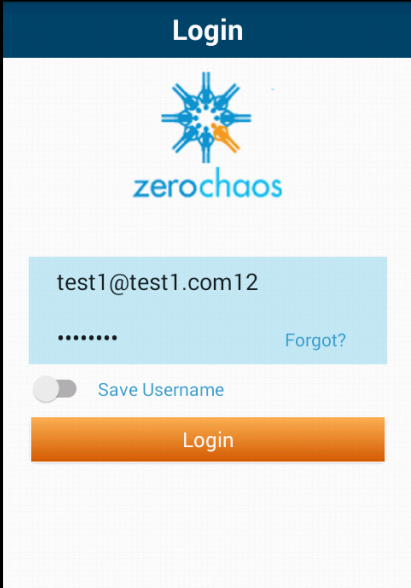 Login
zerochaos
test1@test1.com12
••••••••
Forgot?
Save Username
Login